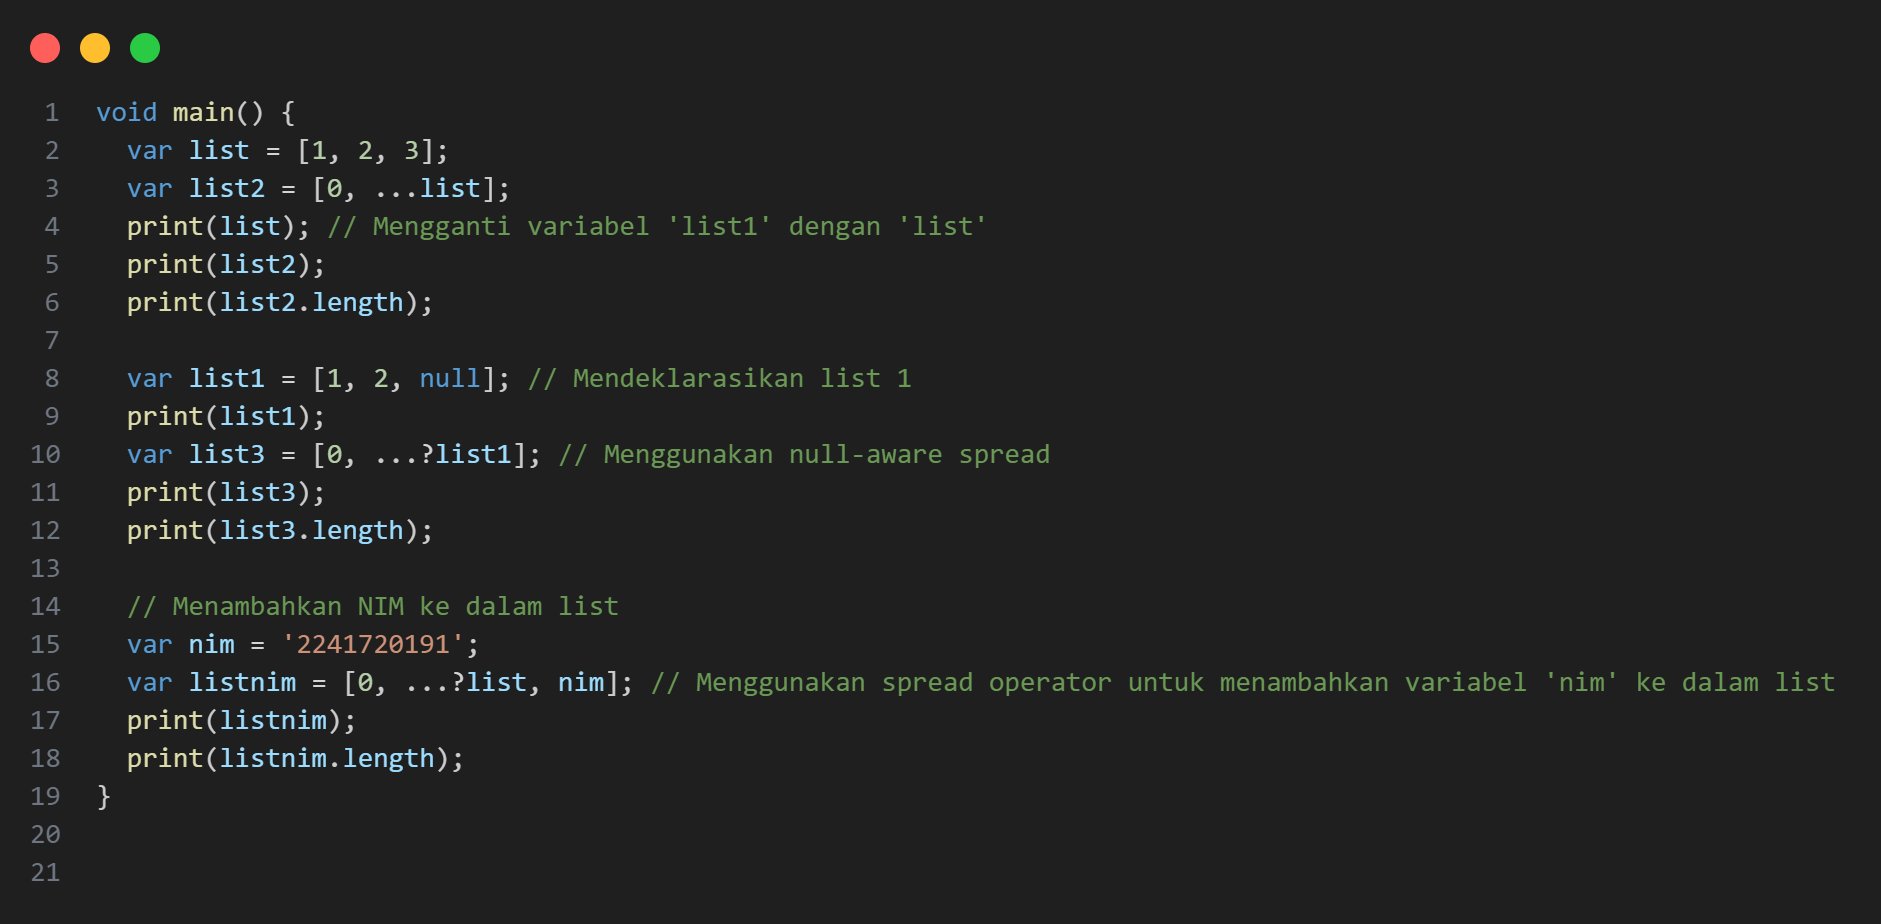 1 void main() {
2   var list = [1, 2, 3];
3   var list2 = [0, ...list];
4   print(list); // Mengganti variabel 'list1' dengan 'list'
5   print(list2);
6   print(list2.length);
7
8   var list1 = [1, 2, null]; // Mendeklarasikan list 1
9   print(list1);
10   var list3 = [0, ...?list1]; // Menggunakan null-aware spread
11   print(list3);
12   print(list3.length);
13
14   // Menambahkan NIM ke dalam list
15   var nim = '2241720191';
16   var listnim = [0, ...?list, nim]; // Menggunakan spread operator untuk menambahkan variabel 'nim' ke dalam list
17   print(listnim);
18   print(listnim.length);
19 }
20
21